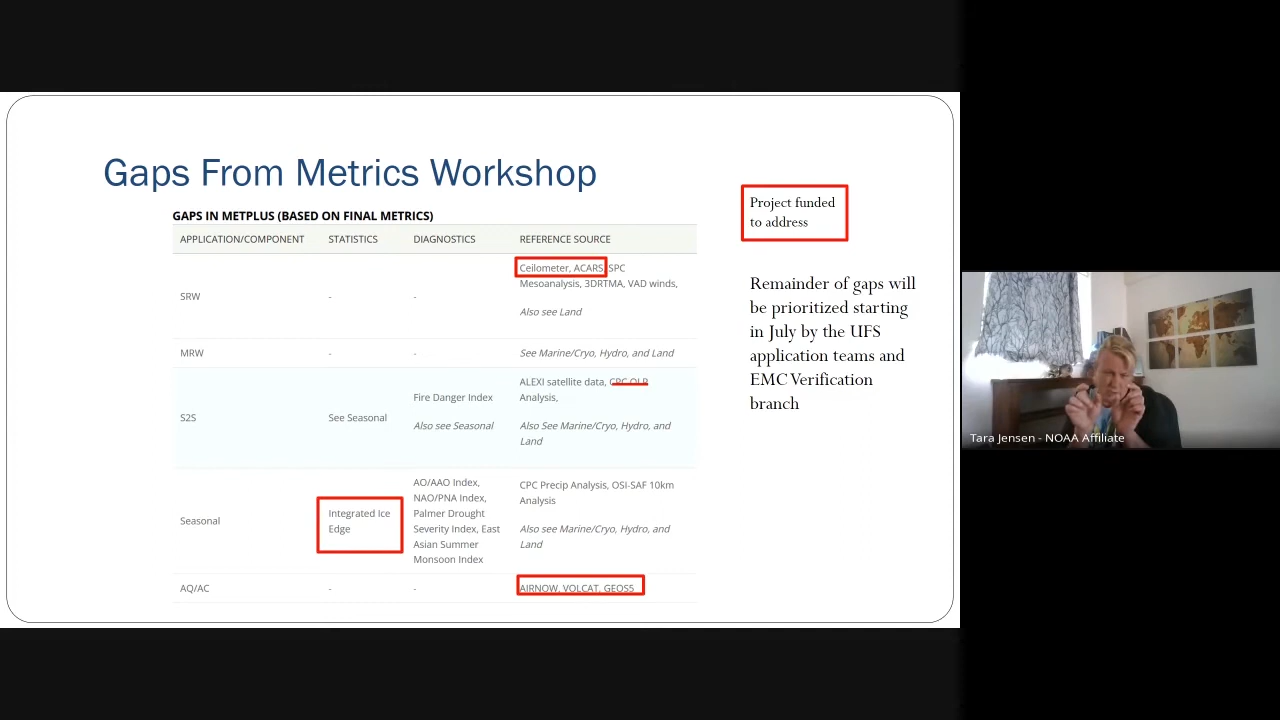 Gaps From Metrics Workshop
GAPS IN METPLUS (BASED ON FINAL METRICS)
APPLICATION/COMPONENT STATISTICS DIAGNOSTICS REFERENCE SOURCE
SRW - - Ceilometer, ACARS, SPC
Mesoanalysis, 3DRTMA, VAD winds,
Also see Land
MRW - - See Marine/Cryo, Hydro, and Land
S2S See Seasonal Fire Danger Index
Also see Seasonal
ALEXI satellite data, CPC
Analysis,
Also See Marine/Cryo, Hydro, and
Land
Seasonal
Integrated Ice
Edge
AO/AAO Index,
NAO/PNA Index,
Palmer Drought
Severity Index, East
Asian Summer
Monsoon Index
CPC Precip Analysis, OSI-SAF 10km
Analysis
Also see Marine/Cryo, Hydro, and
Land
AQ/AC - - AIRNOW, VOLCAT, GEOS5
Project funded
to address
Remainder of gaps will
be prioritized starting
in July by the UFS
application teams and
EMC Verification
branch
Tara Jensen - NOAA Affiliate